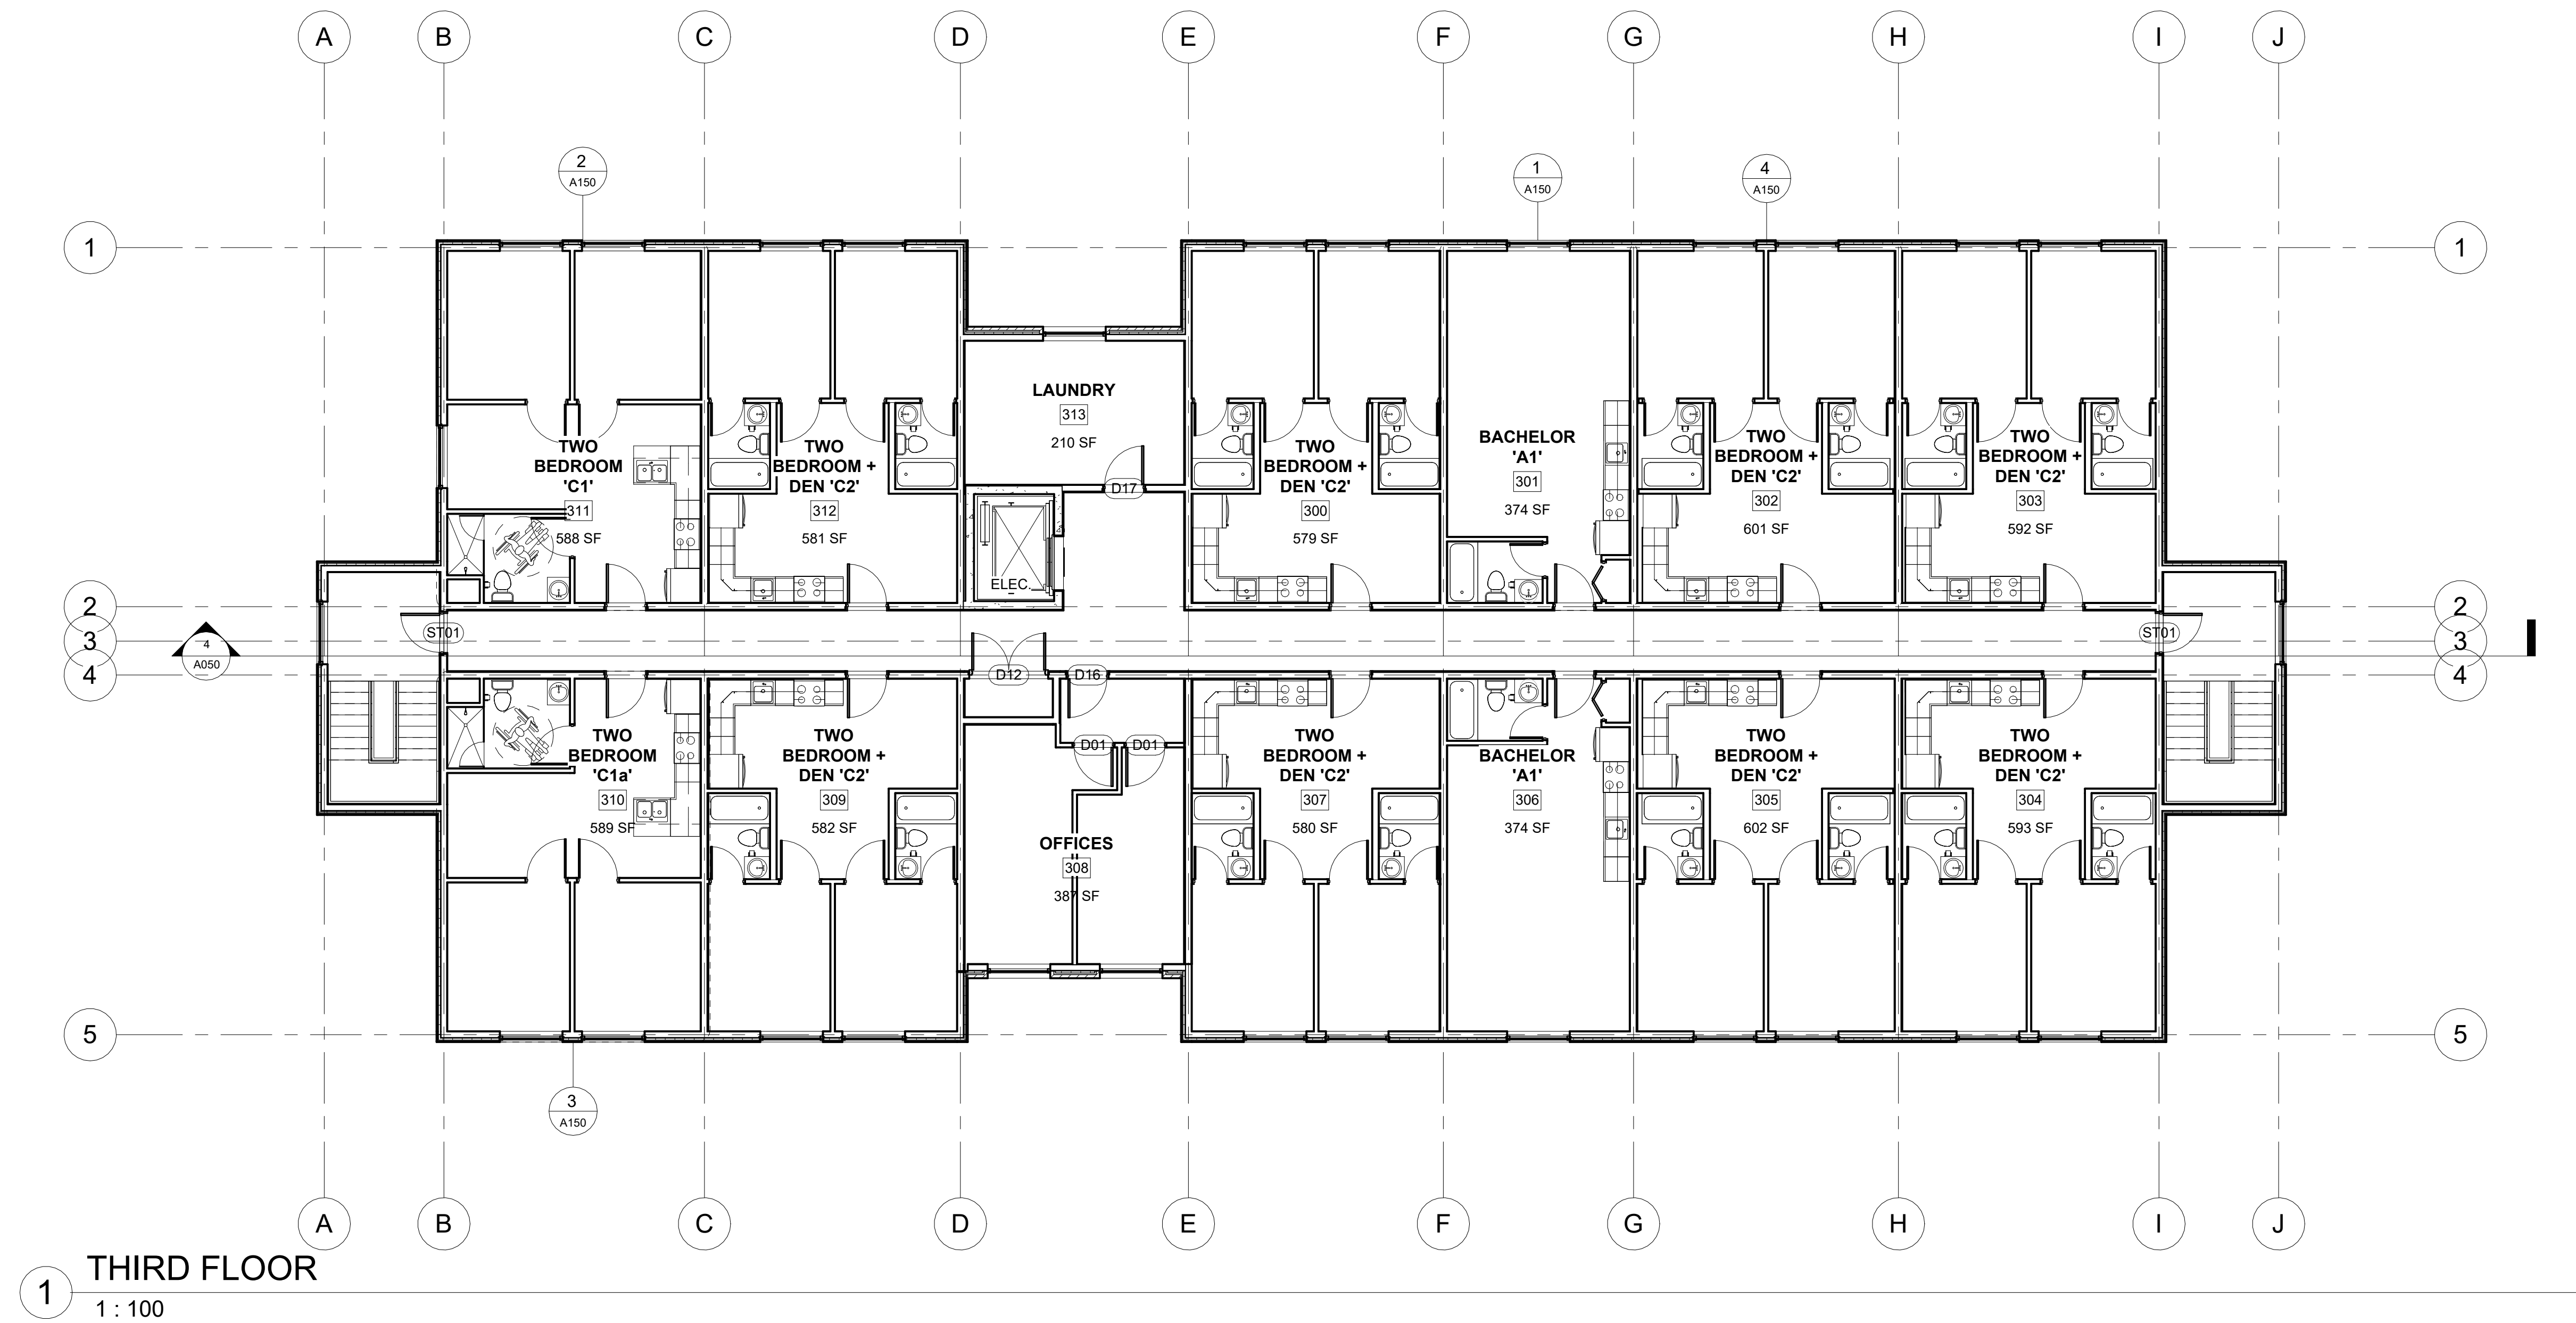 A B C D E F G H I J
2
A150
1
A150
4
A150
1 1
LAUNDRY
313
210 SF
TWO
BEDROOM
'C1'
311
588 SF
TWO
BEDROOM +
DEN 'C2'
312
581 SF
D17
ELEC.
TWO
BEDROOM +
DEN 'C2'
300
579 SF
BACHELOR
'A1'
301
374 SF
TWO
BEDROOM +
DEN 'C2'
302
601 SF
TWO
BEDROOM +
DEN 'C2'
303
592 SF
2 2
3 3
4 4
4
A050
ST01
ST01
D12
D16
D01
D01
TWO
BEDROOM
'C1a'
310
589 SF
TWO
BEDROOM +
DEN 'C2'
309
582 SF
OFFICES
308
387 SF
TWO
BEDROOM +
DEN 'C2'
307
580 SF
BACHELOR
'A1'
306
374 SF
TWO
BEDROOM +
DEN 'C2'
305
602 SF
TWO
BEDROOM +
DEN 'C2'
304
593 SF
5 5
3
A150
A B C D E F G H I J
1 THIRD FLOOR
1 : 100